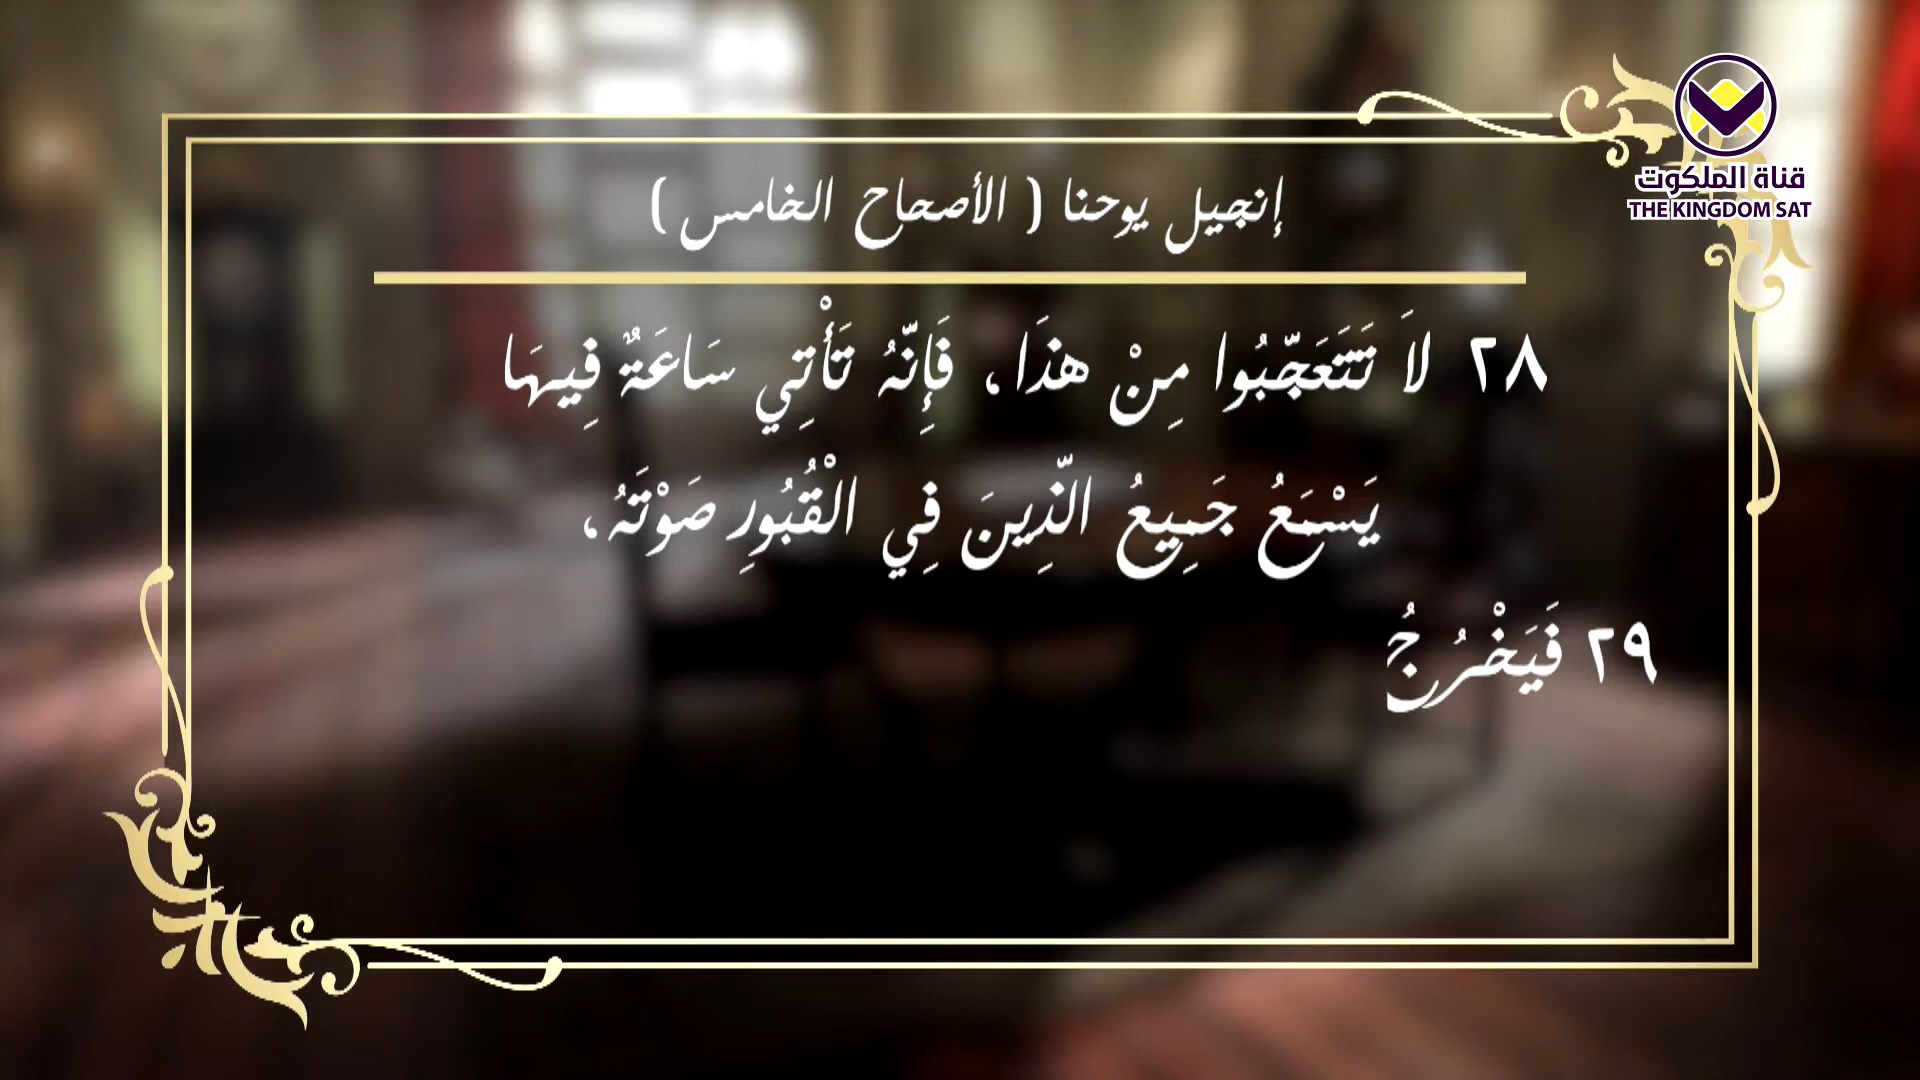 قناة الملكوت
THE KINGDOM SAT
إنجيل يوحنا ( الأصحاح الخامس )
٢٨ لاَ تَتَعَجَّبُوا مِنْ هذَا، فَإِنَّهُ تَأْتِي سَاعَةٌ فِيهَا
يَسْمَعُ جَمِيعُ الَّذِينَ فِي الْقُبُورِ صَوْتَهُ،
٢٩ فَيَخْرُجُ